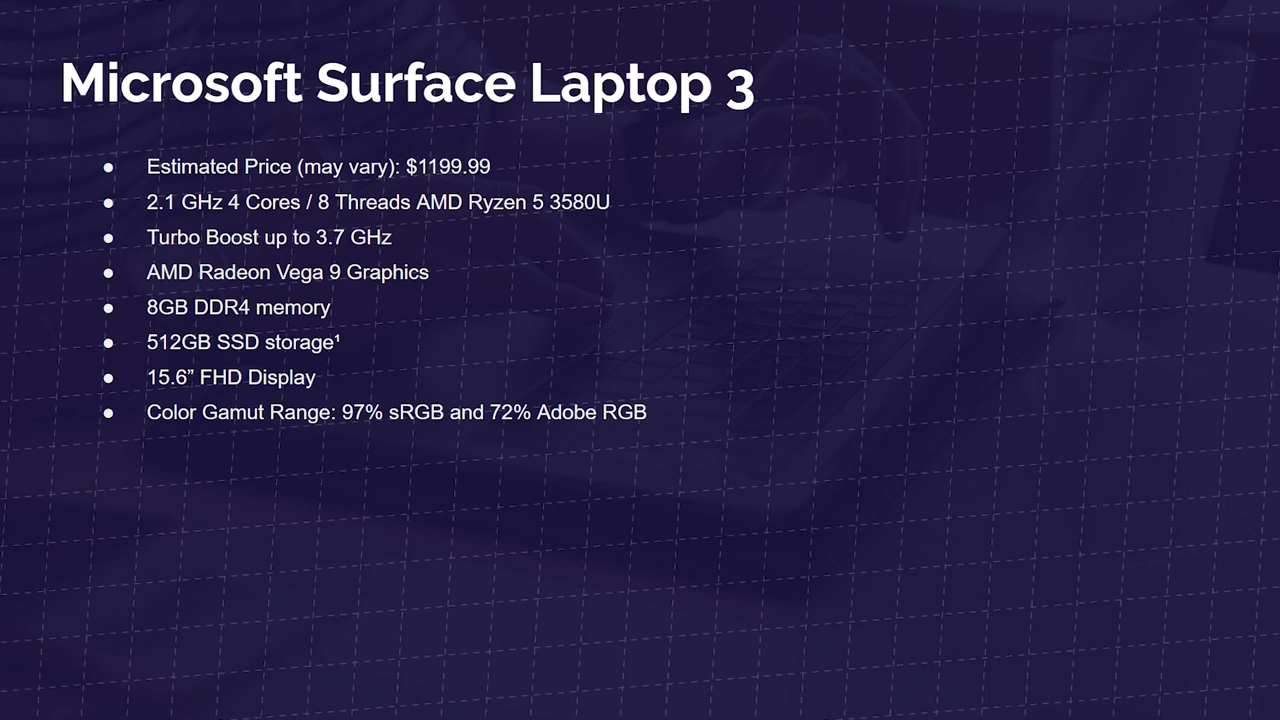 Microsoft Surface Laptop 3
● Estimated Price (may vary): $1199.99
● 2.1 GHz 4 Cores / 8 Threads AMD Ryzen 5 3580U
● Turbo Boost up to 3.7 GHz
● AMD Radeon Vega 9 Graphics
● 8GB DDR4 memory
● 512GB SSD storage¹
● 15.6” FHD Display
● Color Gamut Range: 97% sRGB and 72% Adobe RGB